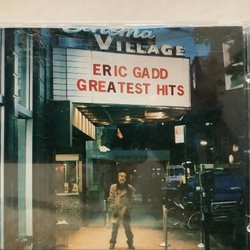 Cinema
VILLAGE
ERIC GADD
GREATEST HITS